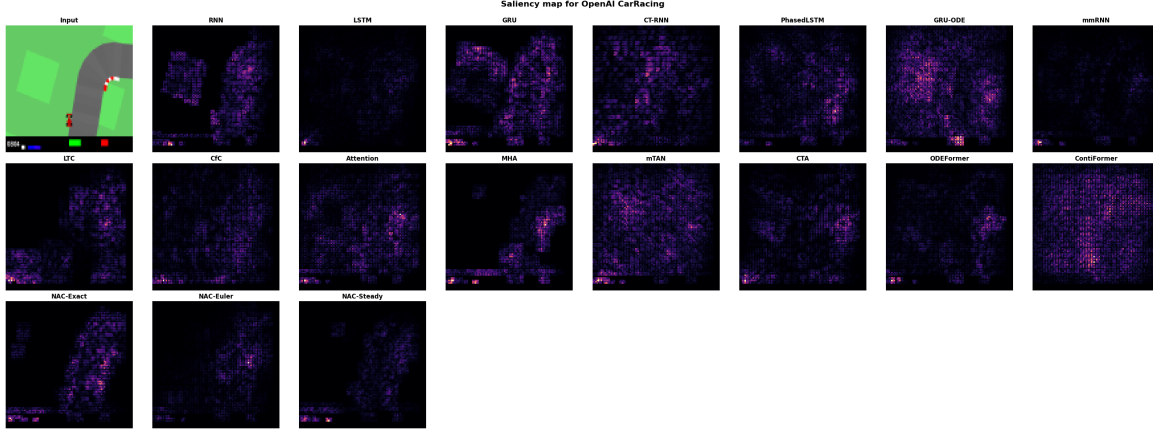 Saliency map for OpenAI CarRacing
Input RNN LSTM GRU CT-RNN PhasedLSTM GRU-ODE mmRNN
LTC CfC Attention MHA mTAN CTA ODEFormer ContiFormer
NAC-Exact NAC-Euler NAC-Steady